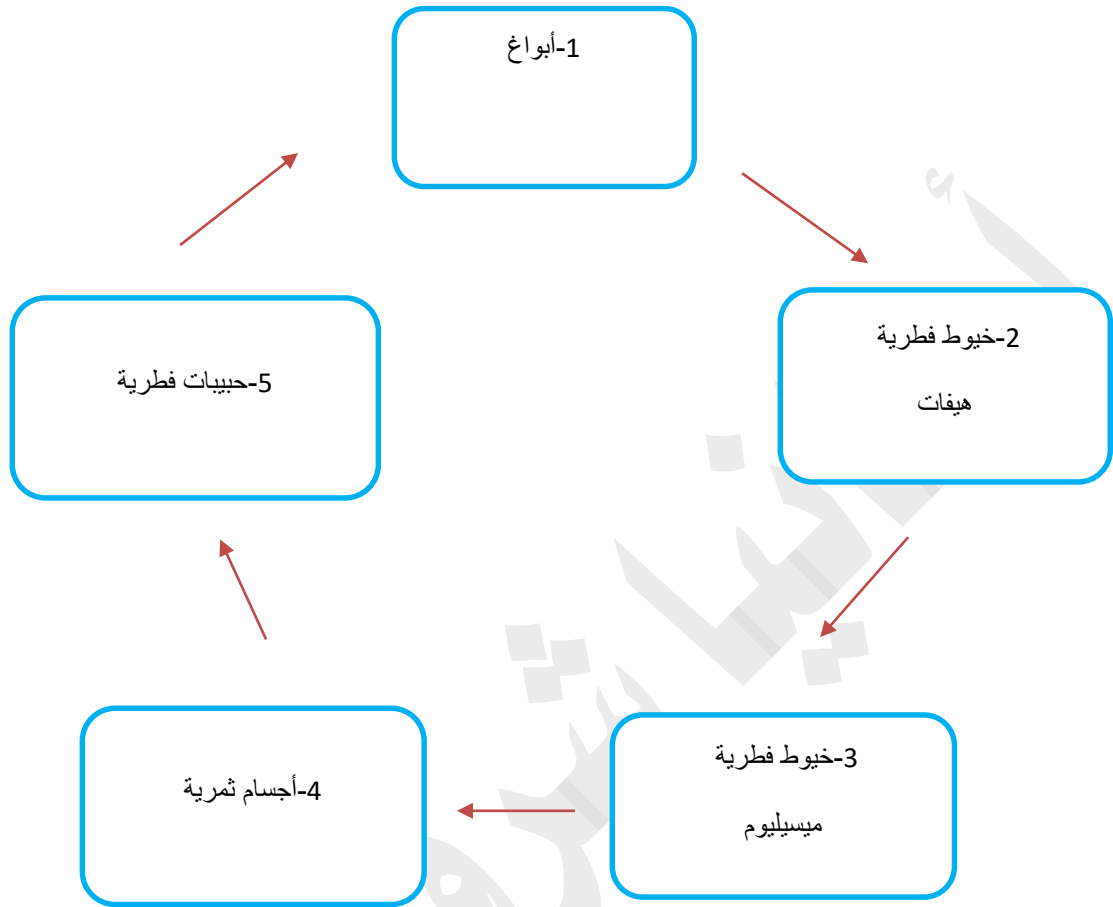 1-أبواغ
2-خيوط فطرية
هيفات
3-خيوط فطرية
ميسيليوم
4-أجسام ثمرية
5-حبيبات فطرية